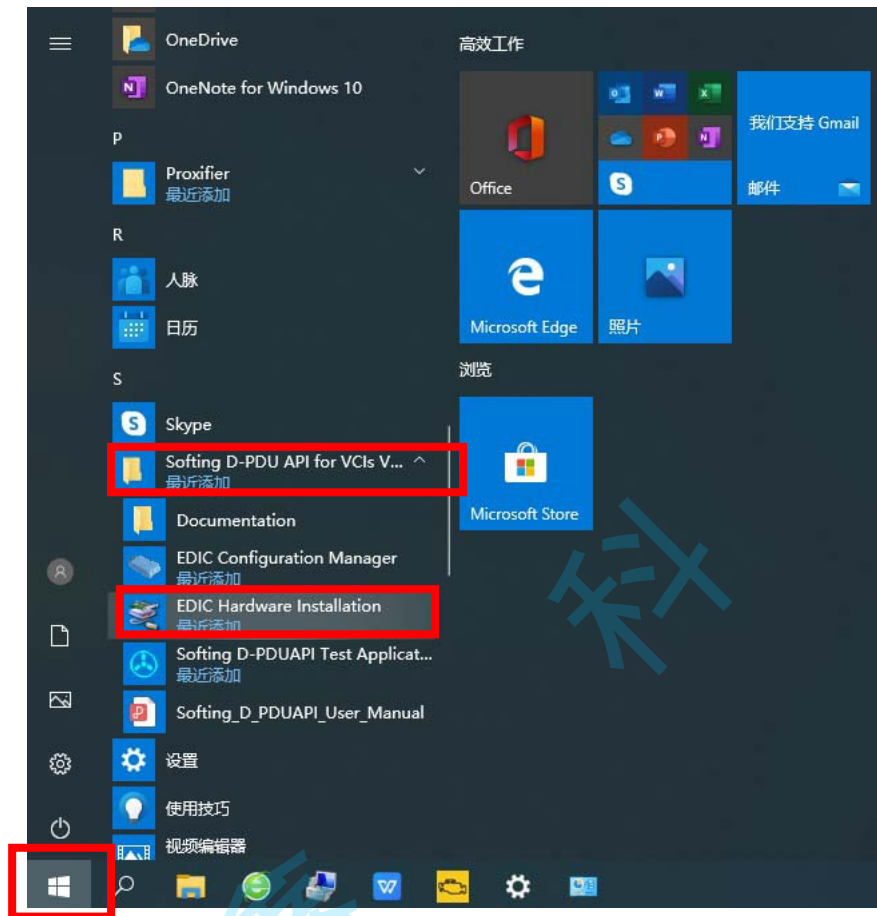 OneDrive
OneNote for Windows 10
P
Proxifier
最近添加
R
人脉
日历
S
Skype
Softing D-PDU API for VCIs V...
最近添加
Documentation
EDIC Configuration Manager
最近添加
EDIC Hardware Installation
最近添加
Softing D-PDUAPI Test Applicat...
最近添加
Softing_D_PDUAPI_User_Manual
设置
使用技巧
视频编辑器
高效工作
Office
我们支持 Gmail
邮件
Microsoft Edge
照片
浏览
Microsoft Store
科